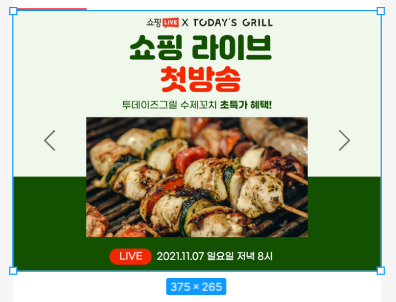 쇼핑 LIVE X TODAY'S GRILL
쇼핑 라이브
첫방송
투데이즈그릴 수제꼬치 초특가 혜택!
LIVE 2021.11.07 일요일 저녁 8시
375 × 265